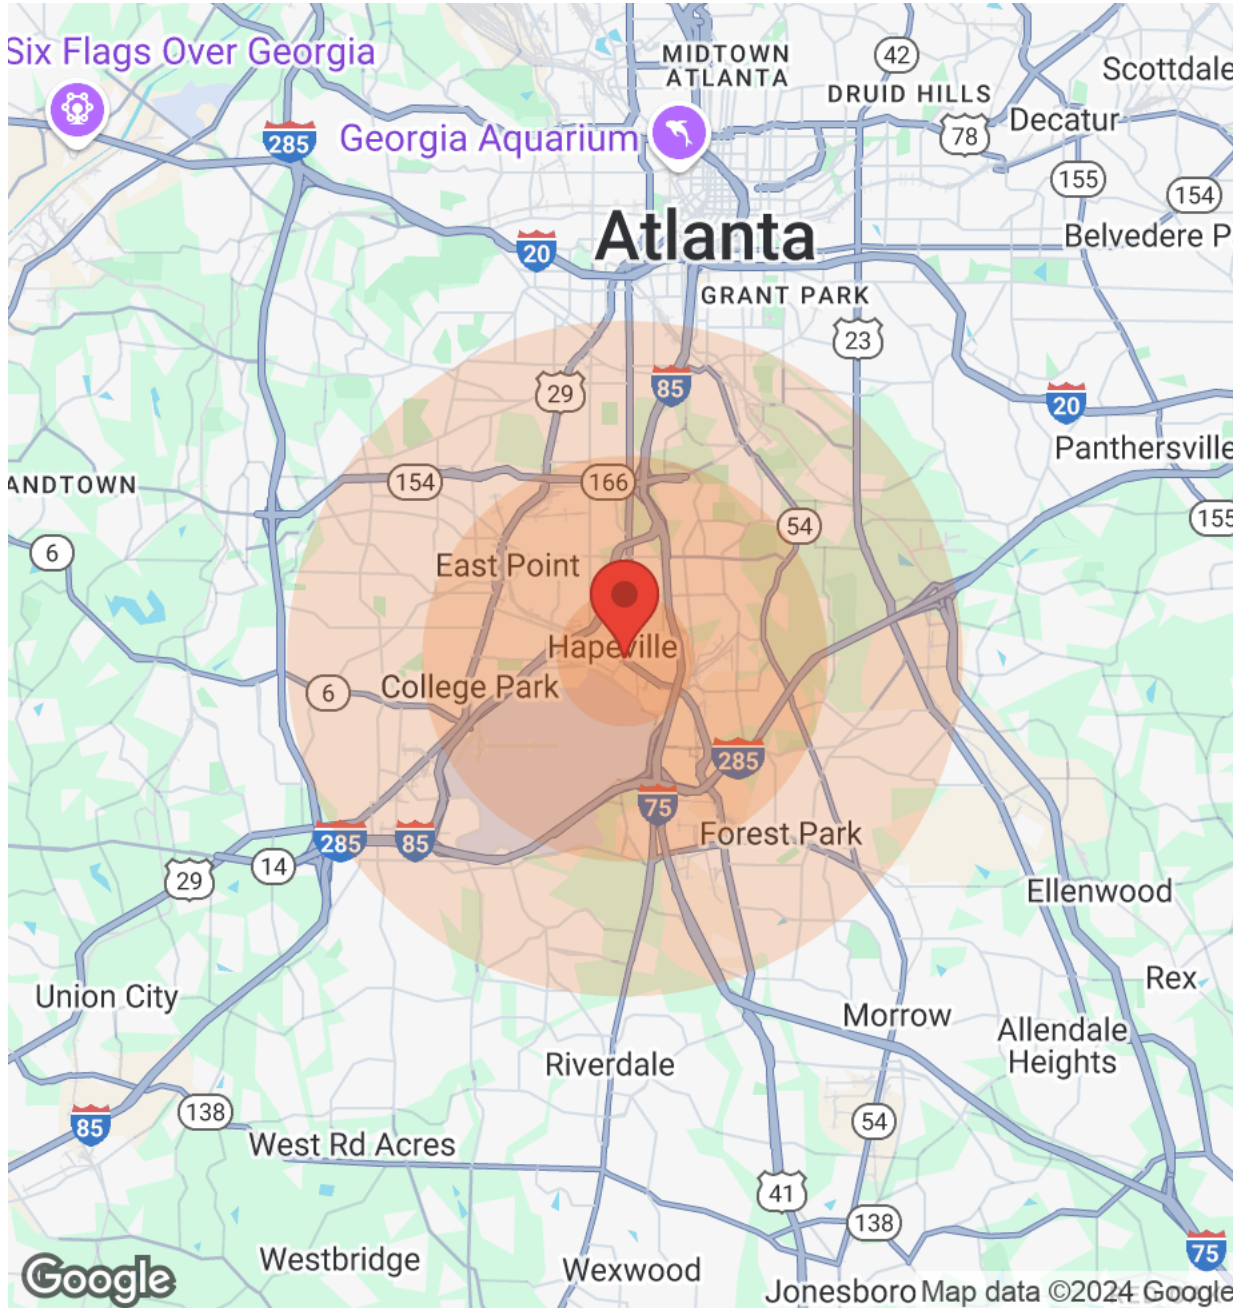 MIDTOWN
ATLANTA
42
Six Flags Over Georgia
Scottdale
DRUID HILLS
Decatur
78
Georgia Aquarium
285
155
154
Atlanta
Belvedere P
20
GRANT PARK
23
29
85
20
Panthersville
154
166
ANDTOWN
54
155
6
East Point
Hapeville
College Park
6
285
75
Forest Park
285
85
14
29
Ellenwood
Rex
Union City
Morrow
Allendale
Heights
Riverdale
138
85
54
West Rd Acres
41
138
75
Westbridge
Wexwood
Google
Jonesboro
Map data ©2024 Google